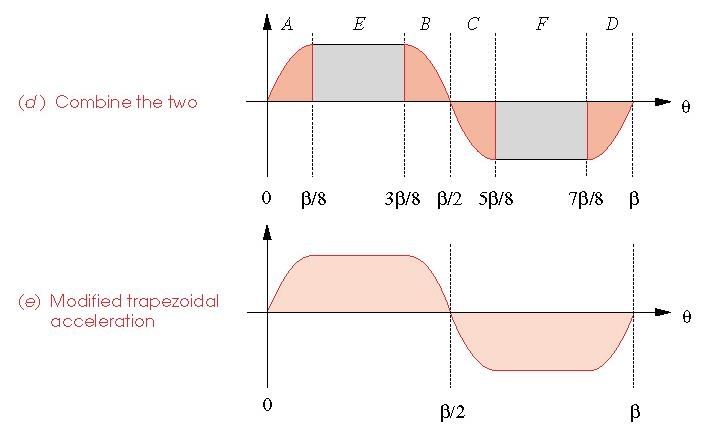 A E B C F D
(d) Combine the two
θ
0 β/8 3β/8 β/2 5β/8 7β/8 β
(e) Modified trapezoidal
acceleration
θ
0 β/2 β